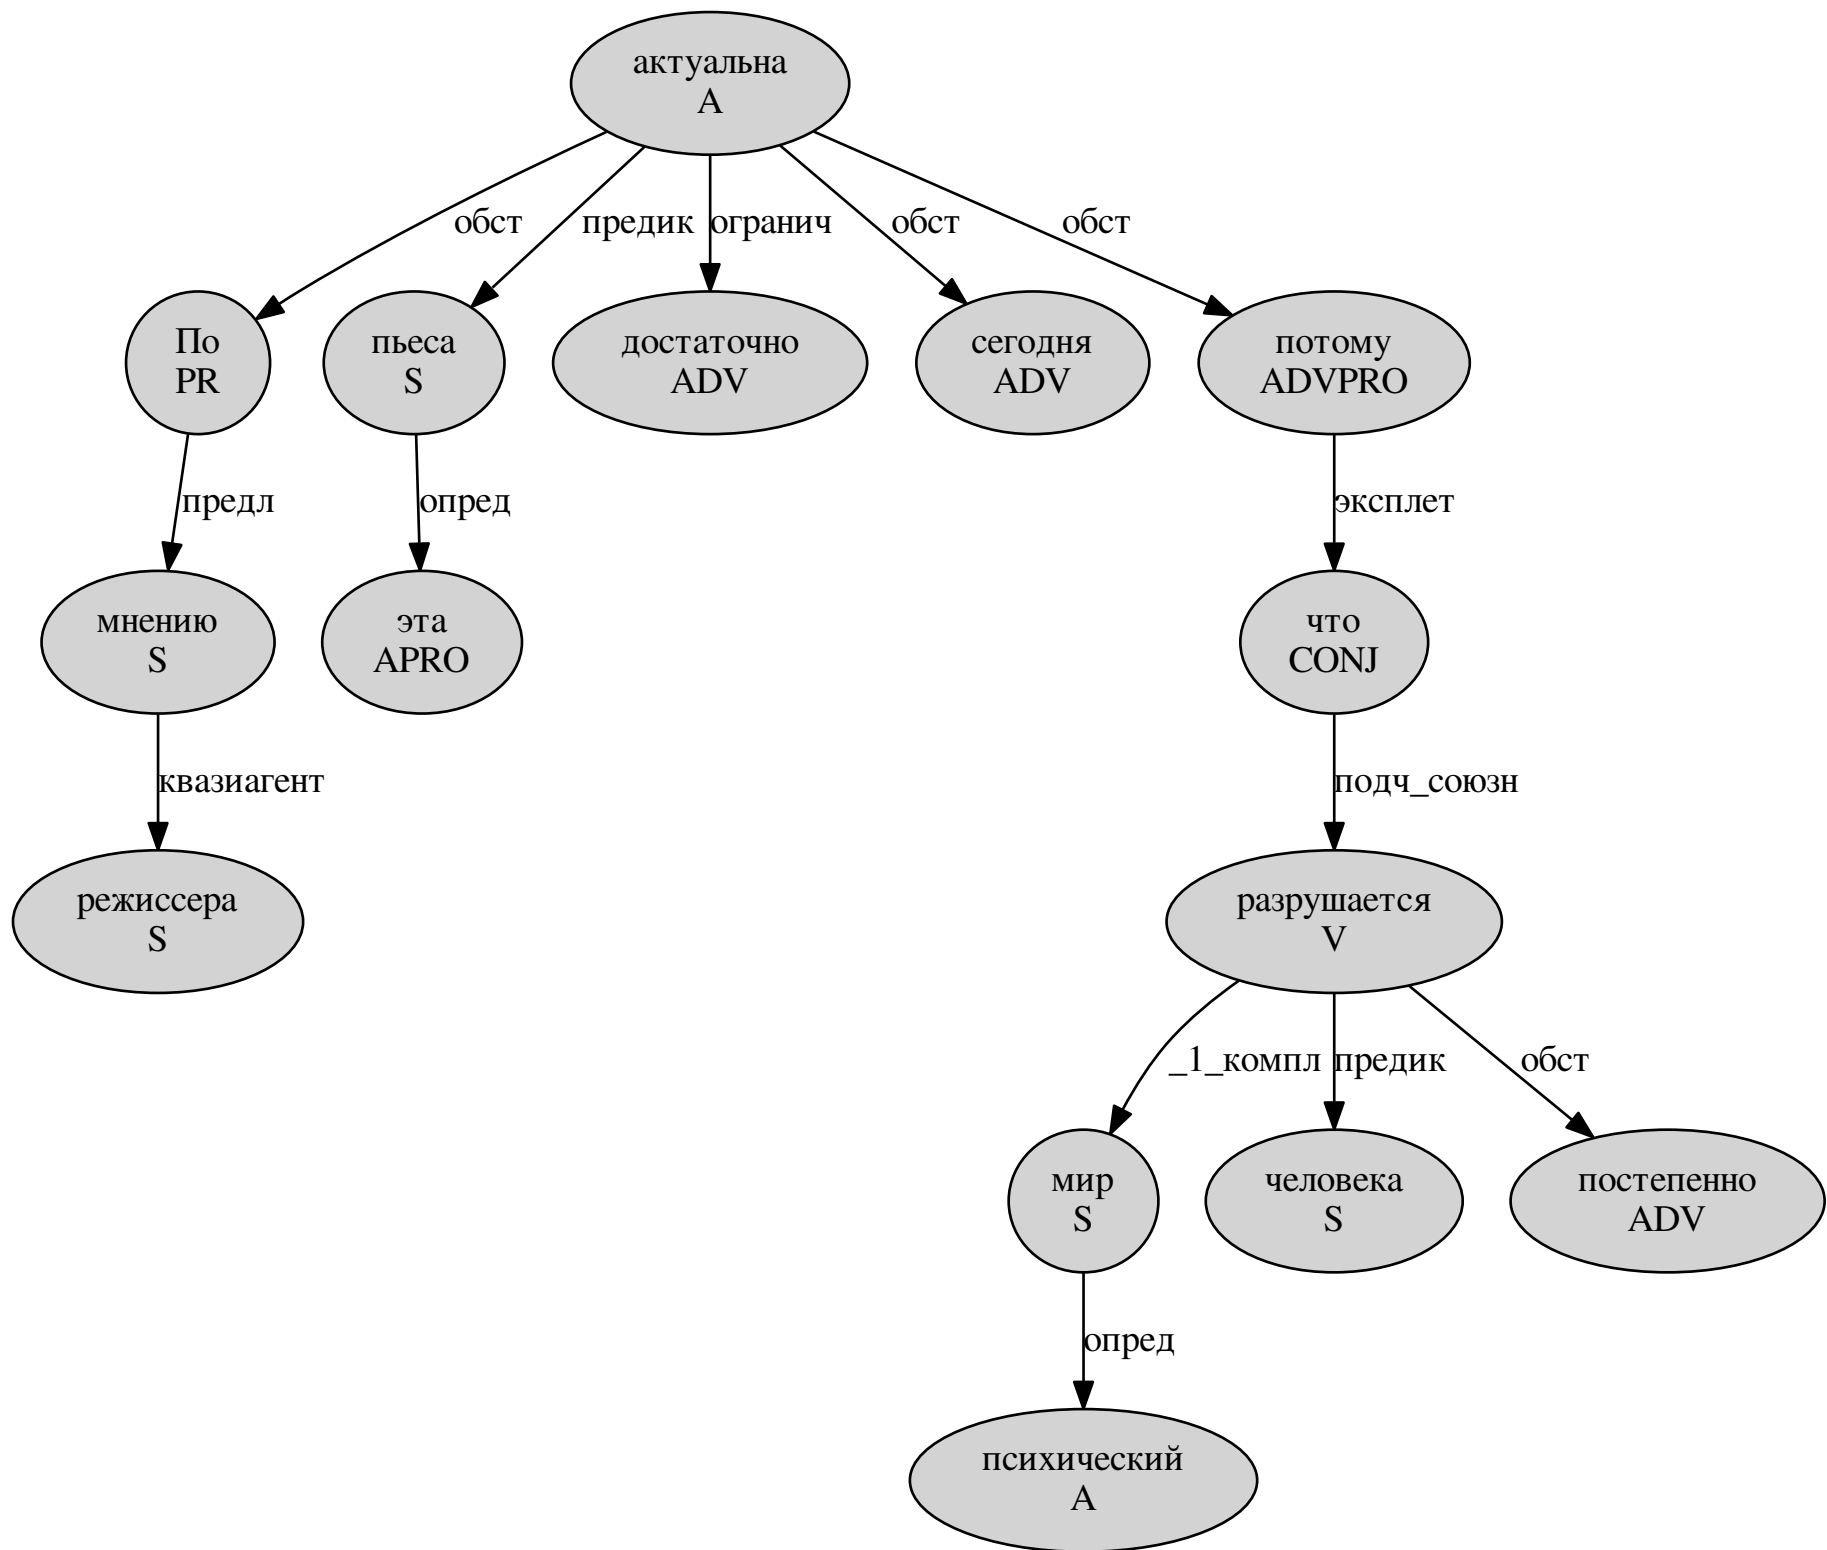 актуальна
A
обст
предик
огранич
обст
обст
По
PR
пьеса
S
достаточно
ADV
сегодня
ADV
потому
ADVPRO
предл
опред
эксплет
мнению
S
эта
APRO
что
CONJ
квазиагент
подч_союзн
режиссера
S
разрушается
V
_1_компл
предик
обст
мир
S
человека
S
постепенно
ADV
опред
психический
A